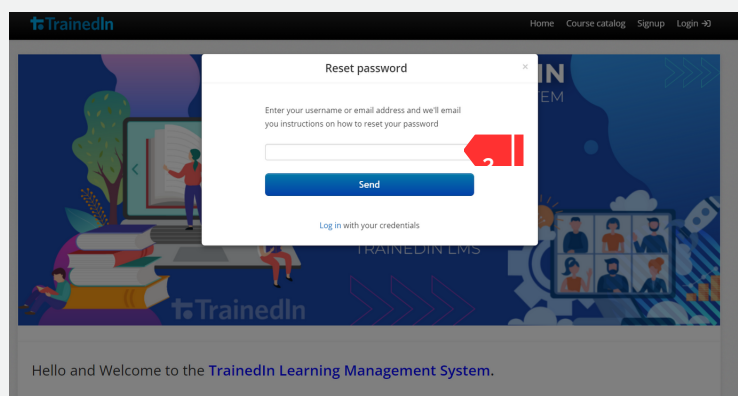 TrainedIn
Home Course catalog Signup Login
Reset password ×
IN
EM
Enter your username or email address and we'll email
you instructions on how to reset your password
Send
Log in with your credentials
TRAINEDIN LMS
TrainedIn
Hello and Welcome to the TrainedIn Learning Management System.